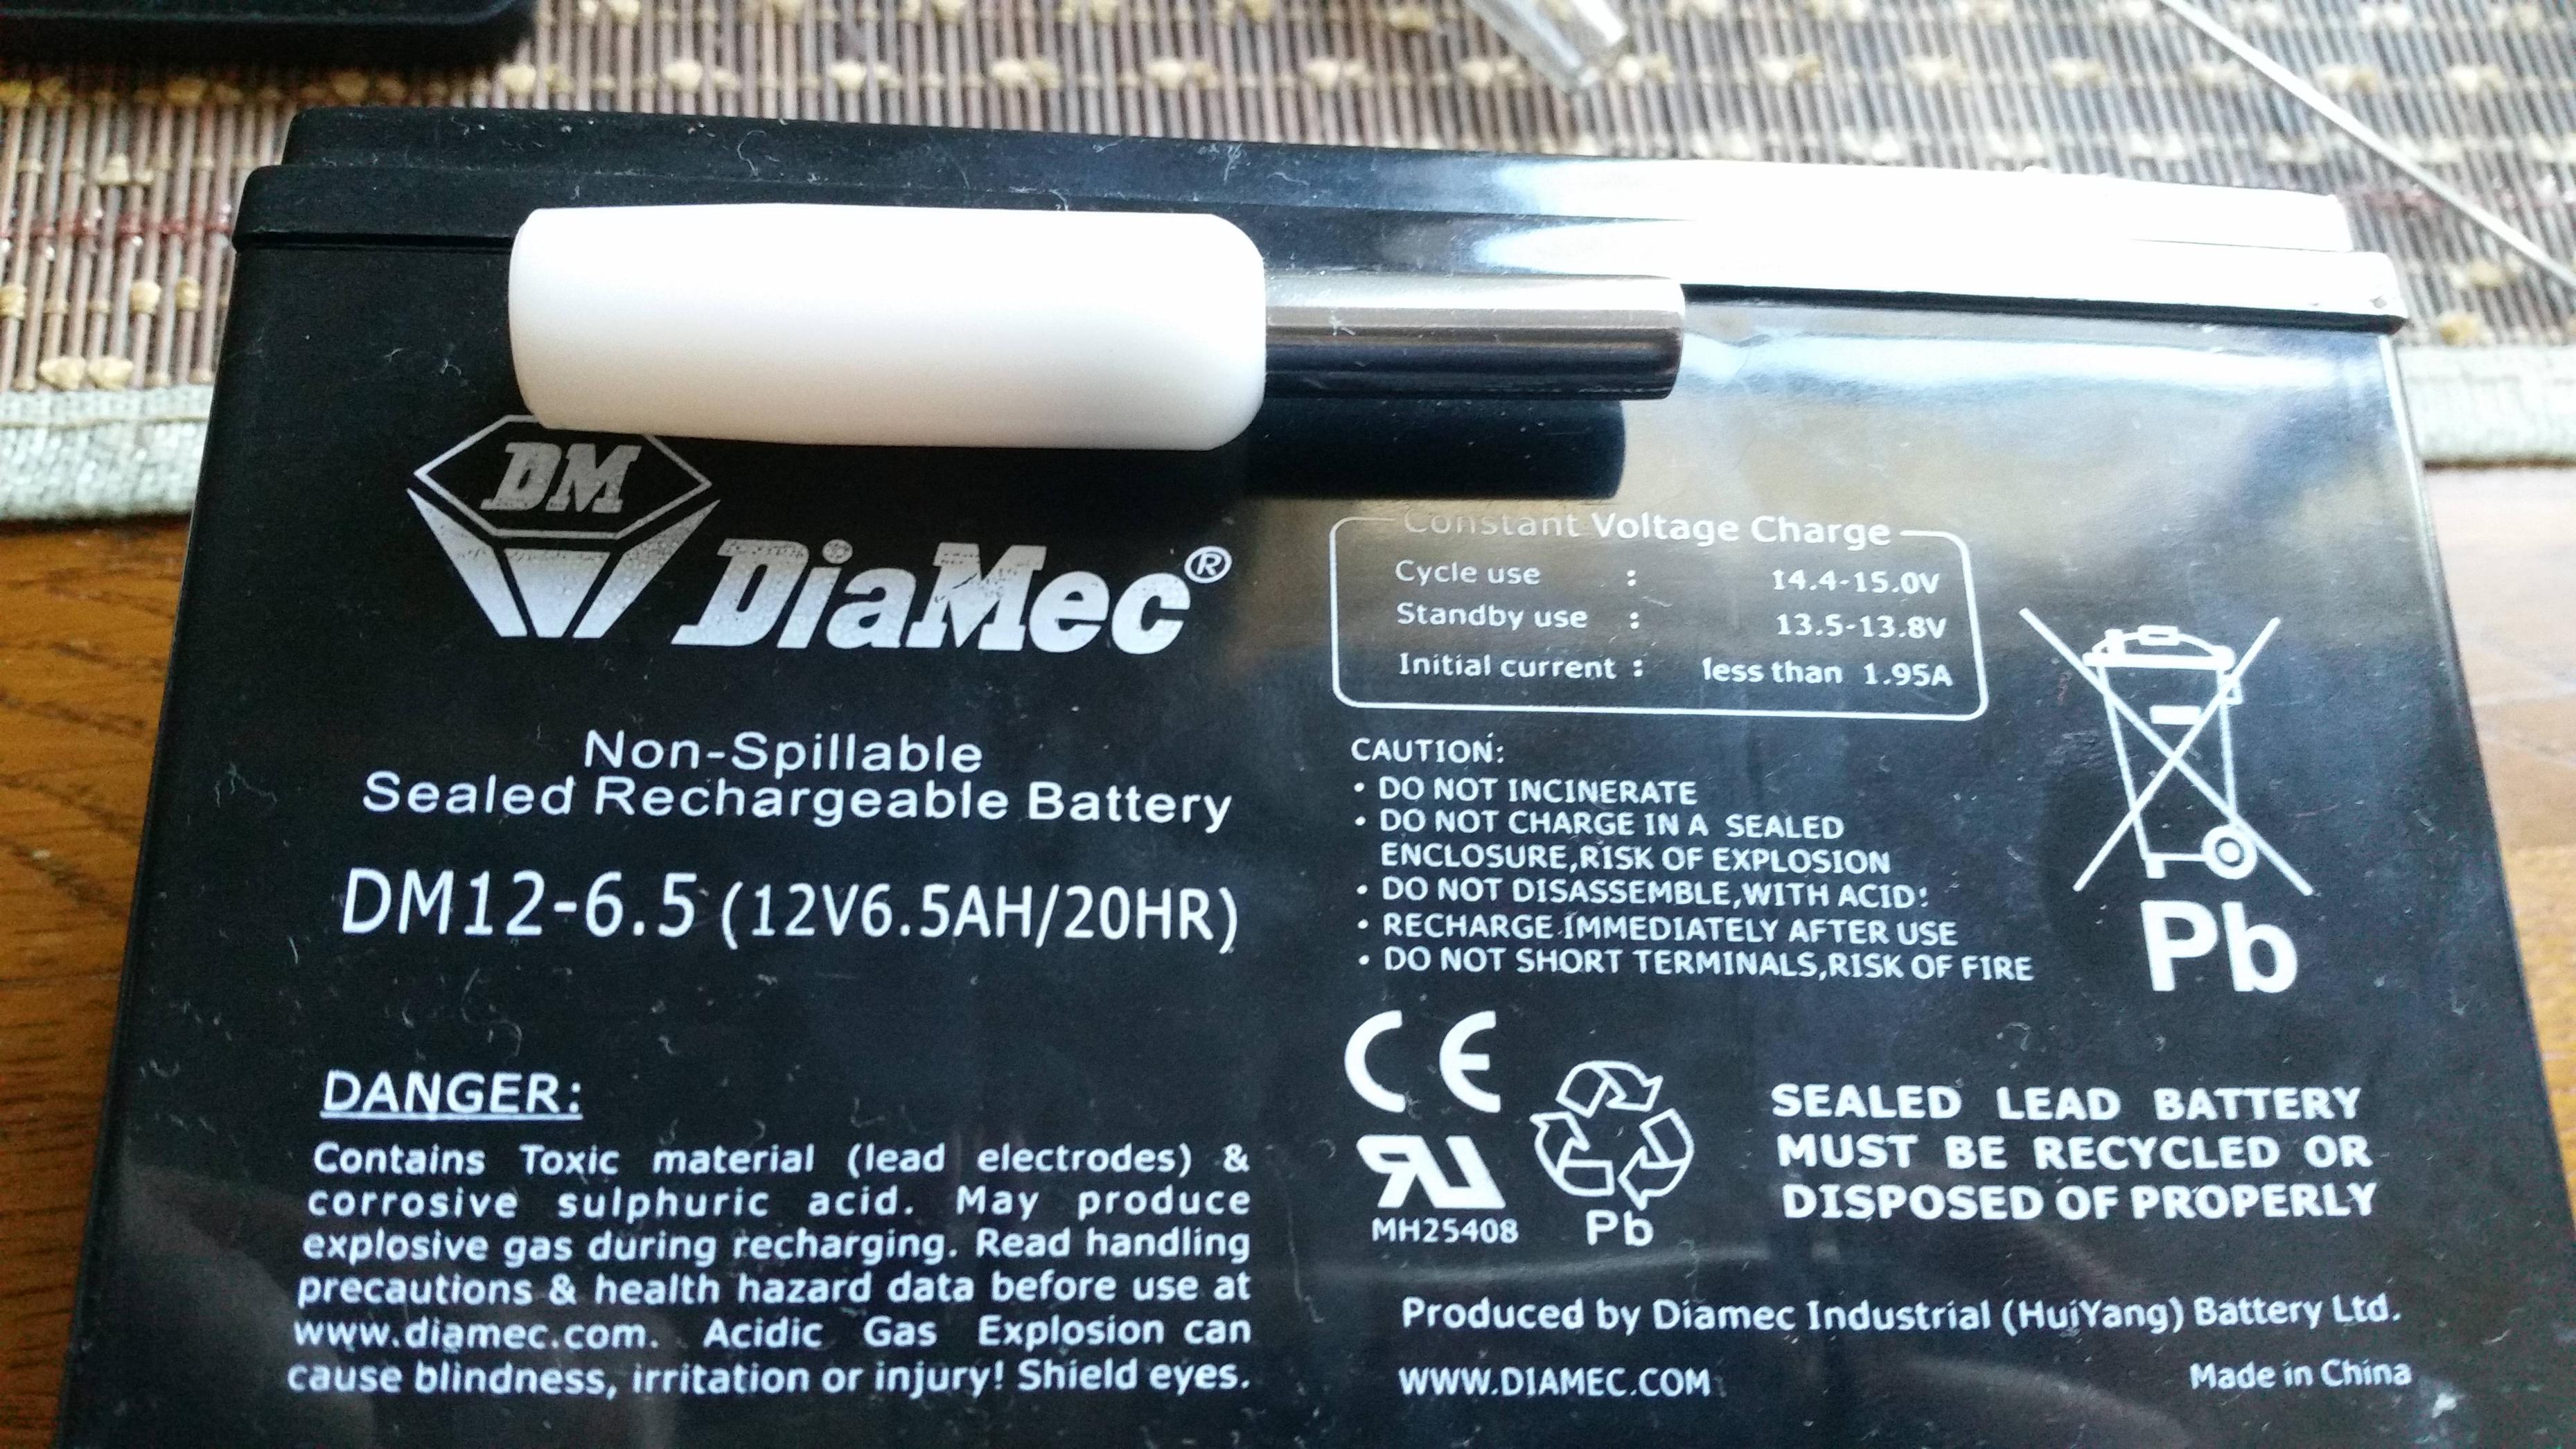 DM
DiaMec®
Non-Spillable
Sealed Rechargeable Battery
DM12-6.5 (12V6.5AH/20HR)
DANGER:
Contains Toxic material (lead electrodes) &
corrosive sulphuric acid. May produce
explosive gas during recharging. Read handling
precautions & health hazard data before use at
www.diamec.com. Acidic Gas Explosion can
cause blindness, irritation or injury! Shield eyes.
Constant Voltage Charge
Cycle use : 14.4-15.0V
Standby use : 13.5-13.8V
Initial current : less than 1.95A
CAUTION:
• DO NOT INCINERATE
• DO NOT CHARGE IN A SEALED
ENCLOSURE,RISK OF EXPLOSION
• DO NOT DISASSEMBLE,WITH ACID!
• RECHARGE IMMEDIATELY AFTER USE
• DO NOT SHORT TERMINALS,RISK OF FIRE
Pb
CE
RU
MH25408
Pb
SEALED LEAD BATTERY
MUST BE RECYCLED OR
DISPOSED OF PROPERLY
Produced by Diamec Industrial (HuiYang) Battery Ltd.
WWW.DIAMEC.COM
Made in China